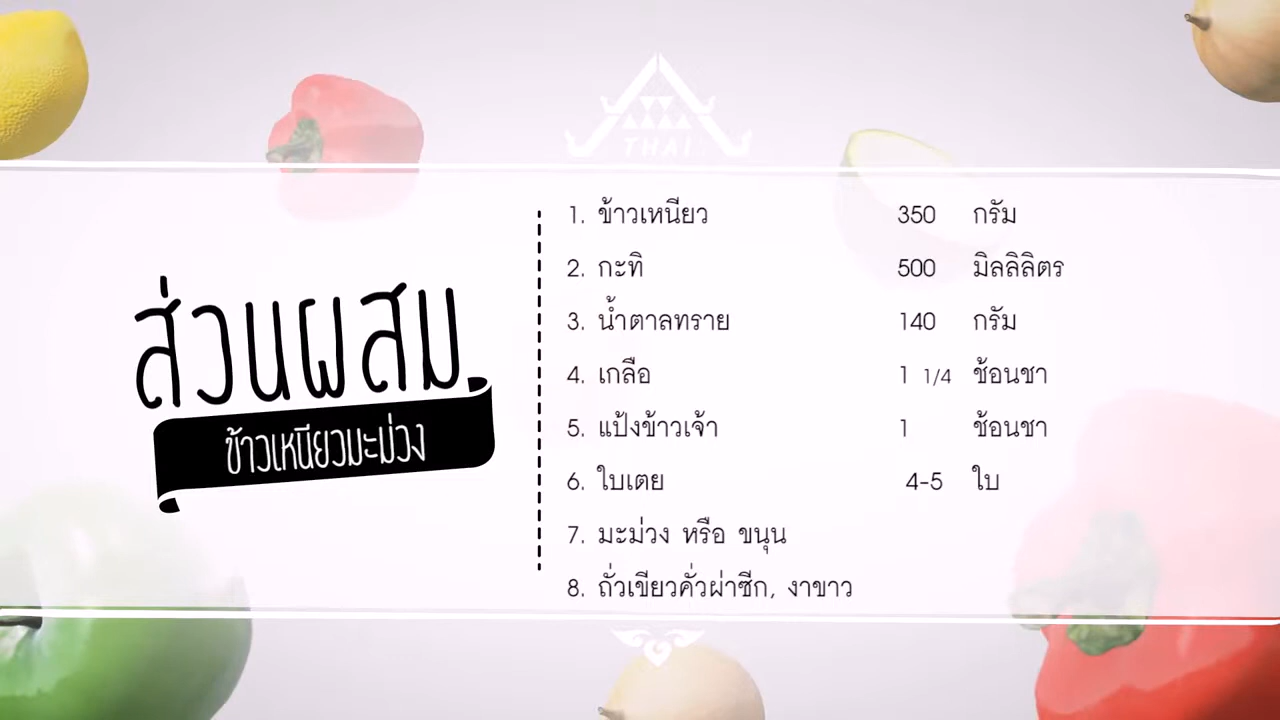 THAI
ส่วนผสม
ข้าวเหนียวมะม่วง
1. ข้าวเหนียว 350 กรัม
2. กะทิ 500 มิลลิลิตร
3. น้ำตาลทราย 140 กรัม
4. เกลือ 1 1/4 ช้อนชา
5. แป้งข้าวเจ้า 1 ช้อนชา
6. ใบเตย 4-5 ใบ
7. มะม่วง หรือ ขนุน
8. ถั่วเขียวคั่วผ่าซีก, งาขาว